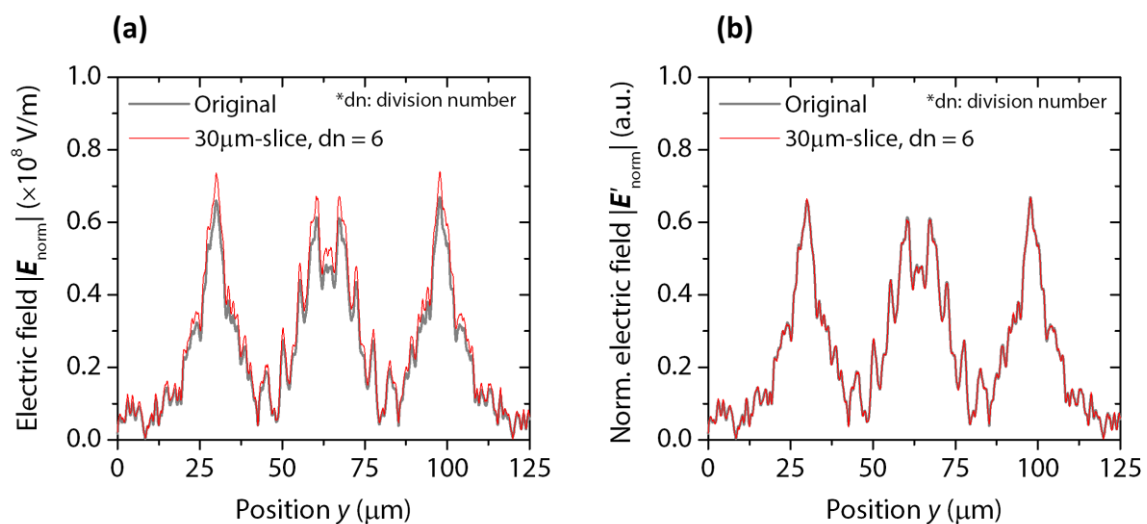 (a)
Original
*dn: division number
30μm-slice, dn = 6
Electric field |E_norm| (×10⁸ V/m)
1.0
0.8
0.6
0.4
0.2
0.0
0 25 50 75 100 125
Position y (μm)
(b)
Original
*dn: division number
30μm-slice, dn = 6
Norm. electric field |E'_norm| (a.u.)
1.0
0.8
0.6
0.4
0.2
0.0
0 25 50 75 100 125
Position y (μm)